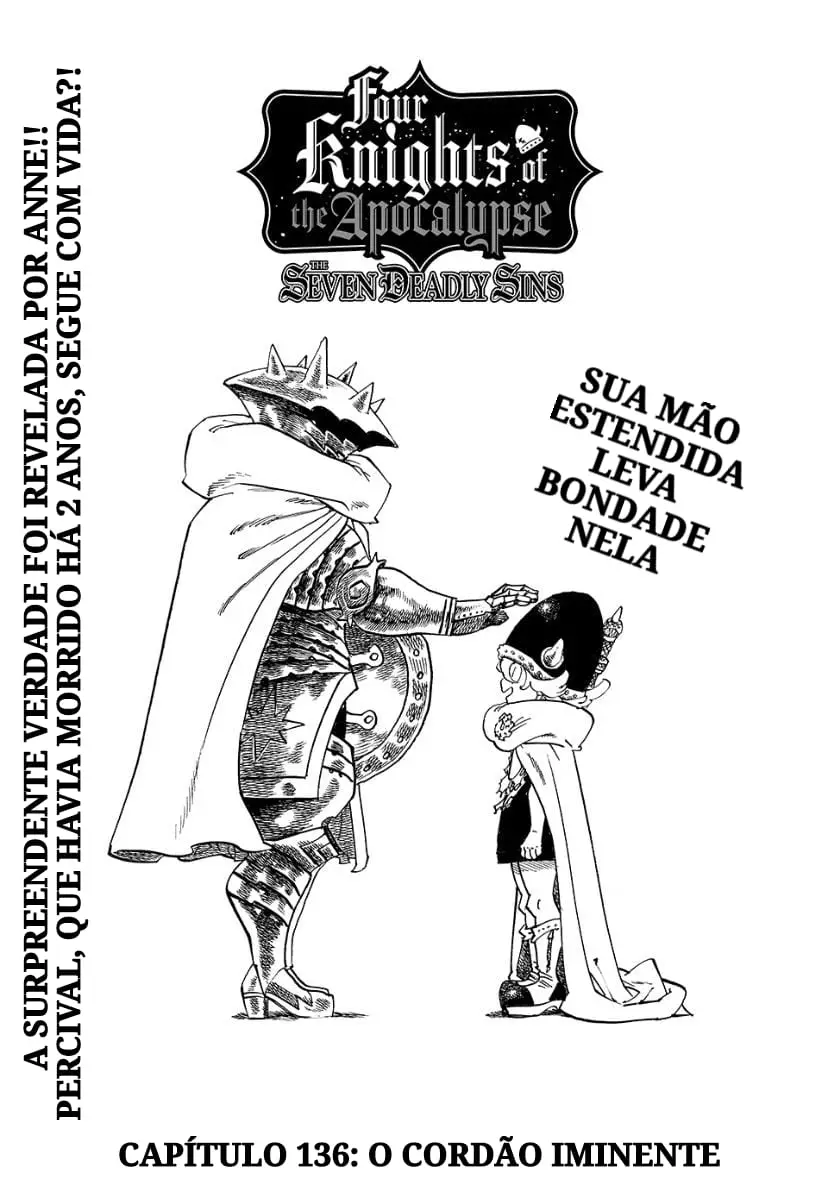 A SURPREENDENTE VERDADE FOI REVELADA POR ANNE!!
PERCIVAL, QUE HAVIA MORRIDO HÁ 2 ANOS, SEGUE COM VIDA?!
Four
Knights of
the Apocalypse
THE SEVEN DEADLY SINS
SUA MÃO
ESTENDIDA
LEVA
BONDADE
NELA
CAPÍTULO 136: O CORDÃO IMINENTE